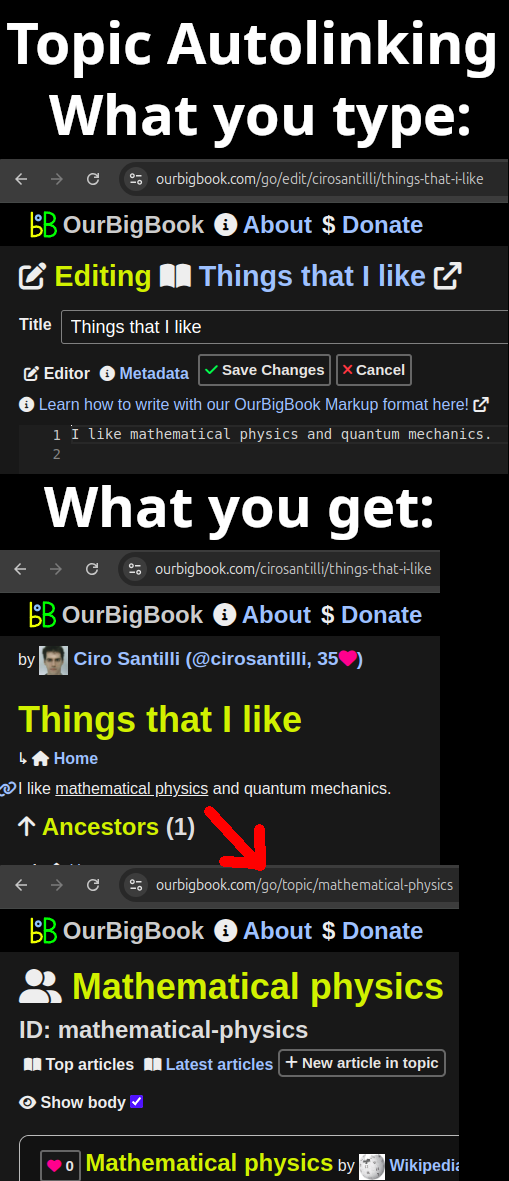 Topic Autolinking
What you type:
ourbigbook.com/go/edit/cirosantilli/things-that-i-like
OurBigBook About $ Donate
Editing Things that I like
Title Things that I like
Editor Metadata Save Changes Cancel
Learn how to write with our OurBigBook Markup format here!
1 I like mathematical physics and quantum mechanics.
2
What you get:
ourbigbook.com/cirosantilli/things-that-i-like
OurBigBook About $ Donate
by Ciro Santilli (@cirosantilli, 35)
Things that I like
Home
I like mathematical physics and quantum mechanics.
Ancestors (1)
ourbigbook.com/go/topic/mathematical-physics
OurBigBook About $ Donate
Mathematical physics
ID: mathematical-physics
Top articles Latest articles + New article in topic
Show body
0 Mathematical physics by Wikipedia